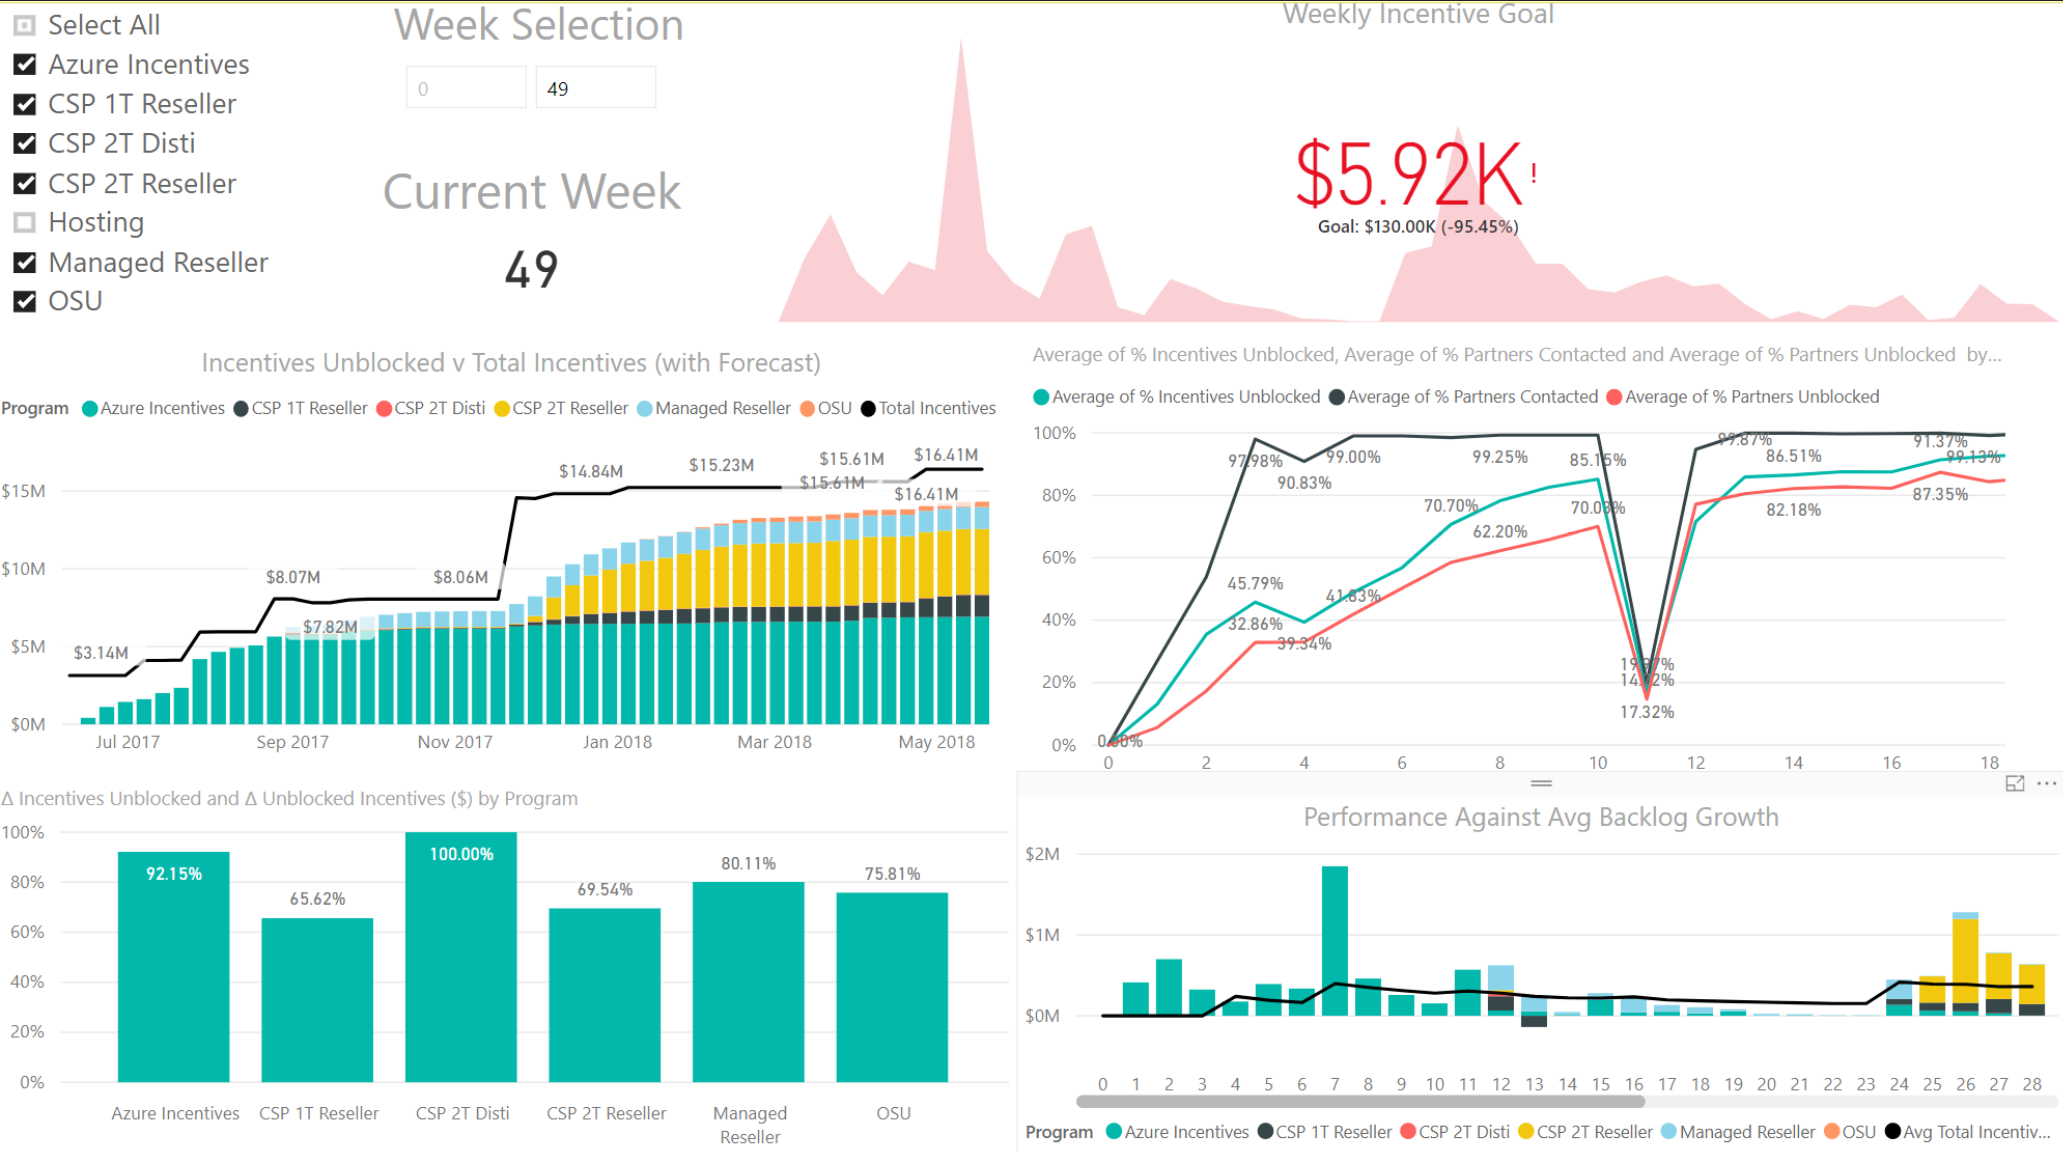 Select All
Azure Incentives
CSP 1T Reseller
CSP 2T Disti
CSP 2T Reseller
Hosting
Managed Reseller
OSU
Week Selection
0 49
Current Week
49
Weekly Incentive Goal
$5.92K!
Goal: $130.00K (-95.45%)
Incentives Unblocked v Total Incentives (with Forecast)
Program Azure Incentives CSP 1T Reseller CSP 2T Disti CSP 2T Reseller Managed Reseller OSU Total Incentives
$15M
$10M
$5M
$0M
$3.14M
$8.07M
$7.82M
$8.06M
$14.84M
$15.23M
$15.61M
$15.61M
$16.41M
$16.41M
Jul 2017 Sep 2017 Nov 2017 Jan 2018 Mar 2018 May 2018
Average of % Incentives Unblocked, Average of % Partners Contacted and Average of % Partners Unblocked by...
Average of % Incentives Unblocked Average of % Partners Contacted Average of % Partners Unblocked
100%
80%
60%
40%
20%
0%
97.98%
90.83%
99.00%
99.25%
85.15%
70.70%
62.20%
45.79%
32.86%
39.34%
41.83%
17.32%
86.51%
82.18%
91.37%
99.13%
87.35%
0 2 4 6 8 10 12 14 16 18
Δ Incentives Unblocked and Δ Unblocked Incentives ($) by Program
100%
80%
60%
40%
20%
0%
92.15%
65.62%
100.00%
69.54%
80.11%
75.81%
Azure Incentives CSP 1T Reseller CSP 2T Disti CSP 2T Reseller Managed Reseller OSU
Performance Against Avg Backlog Growth
$2M
$1M
$0M
0 1 2 3 4 5 6 7 8 9 10 11 12 13 14 15 16 17 18 19 20 21 22 23 24 25 26 27 28
Program Azure Incentives CSP 1T Reseller CSP 2T Disti CSP 2T Reseller Managed Reseller OSU Avg Total Incentiv...